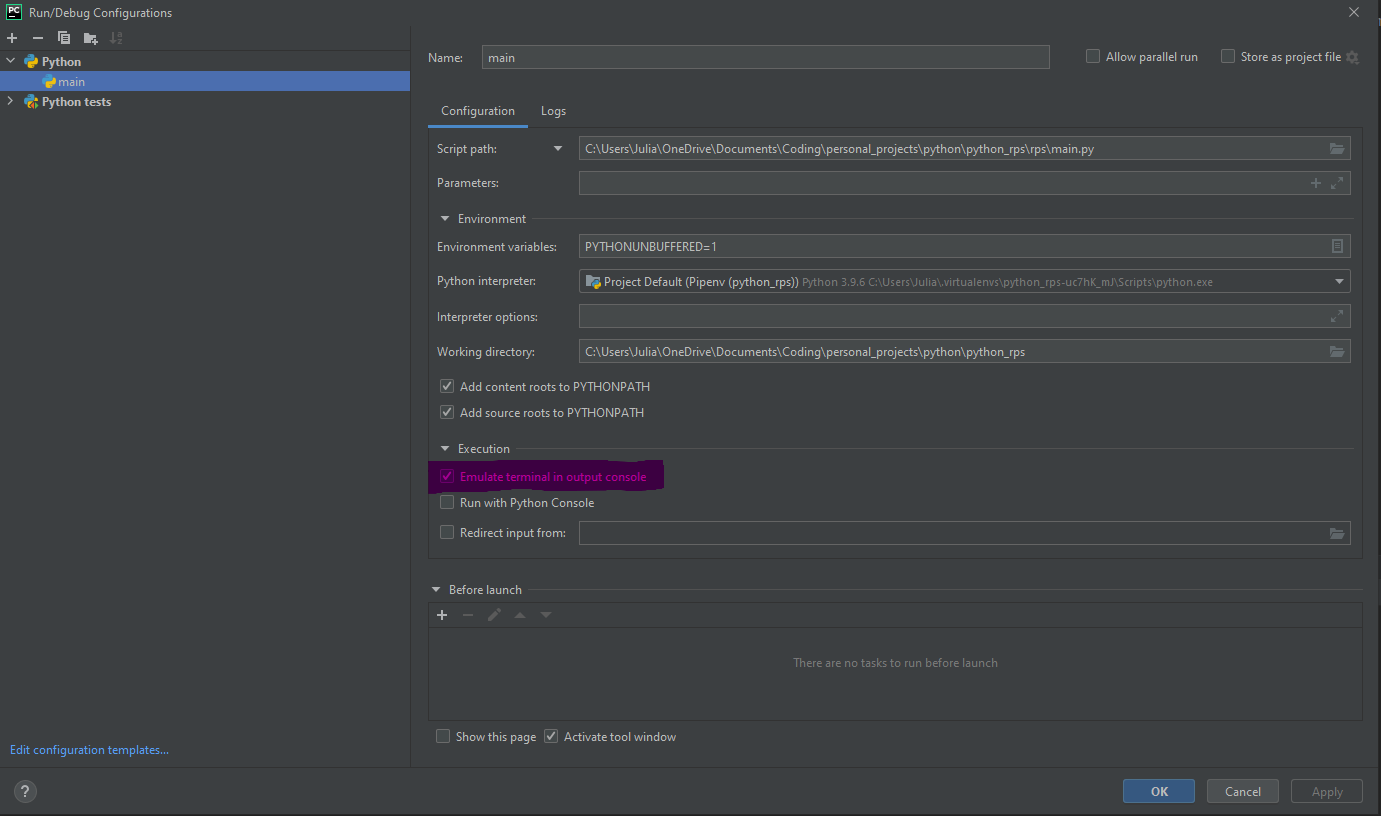 PC Run/Debug Configurations
Python
main
Python tests
Edit configuration templates...
?
Name: main Allow parallel run Store as project file
Configuration Logs
Script path: C:\Users\Julia\OneDrive\Documents\Coding\personal_projects\python\python_rps\rps\main.py
Parameters:
Environment
Environment variables: PYTHONUNBUFFERED=1
Python interpreter: Project Default (Pipenv (python_rps)) Python 3.9.6 C:\Users\Julia\.virtualenvs\python_rps-uc7hK_mJ\Scripts\python.exe
Interpreter options:
Working directory: C:\Users\Julia\OneDrive\Documents\Coding\personal_projects\python\python_rps
Add content roots to PYTHONPATH
Add source roots to PYTHONPATH
Execution
Emulate terminal in output console
Run with Python Console
Redirect input from:
Before launch
There are no tasks to run before launch
Show this page Activate tool window
OK Cancel Apply